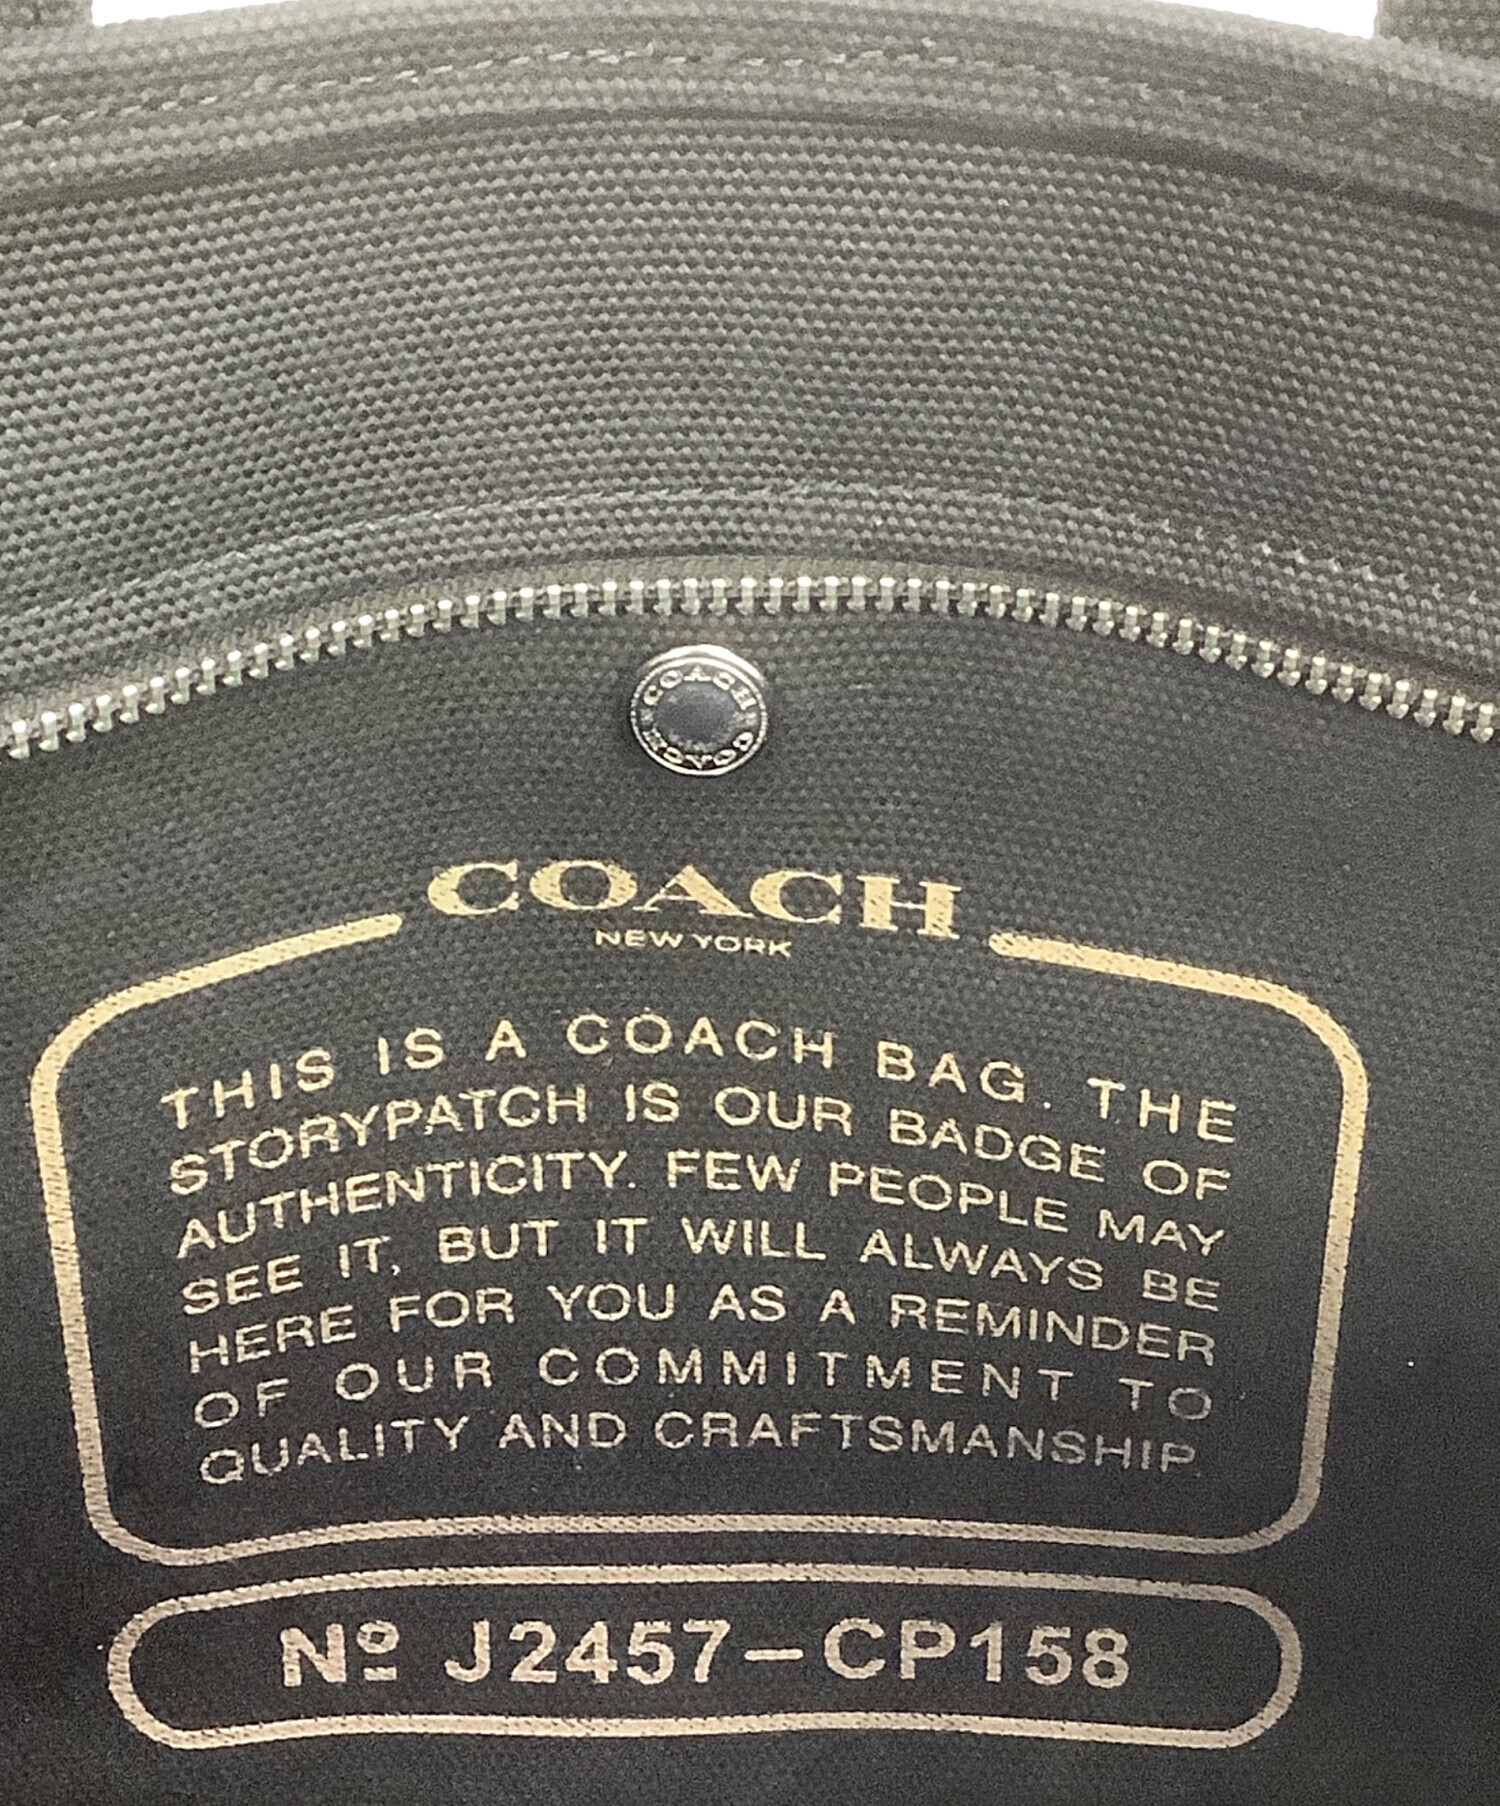 COACH COACH
COACH
NEW YORK
THIS IS A COACH BAG. THE
STORYPATCH IS OUR BADGE OF
AUTHENTICITY. FEW PEOPLE MAY
SEE IT, BUT IT WILL ALWAYS BE
HERE FOR YOU AS A REMINDER
OF OUR COMMITMENT TO
QUALITY AND CRAFTSMANSHIP.
Nº J2457-CP158